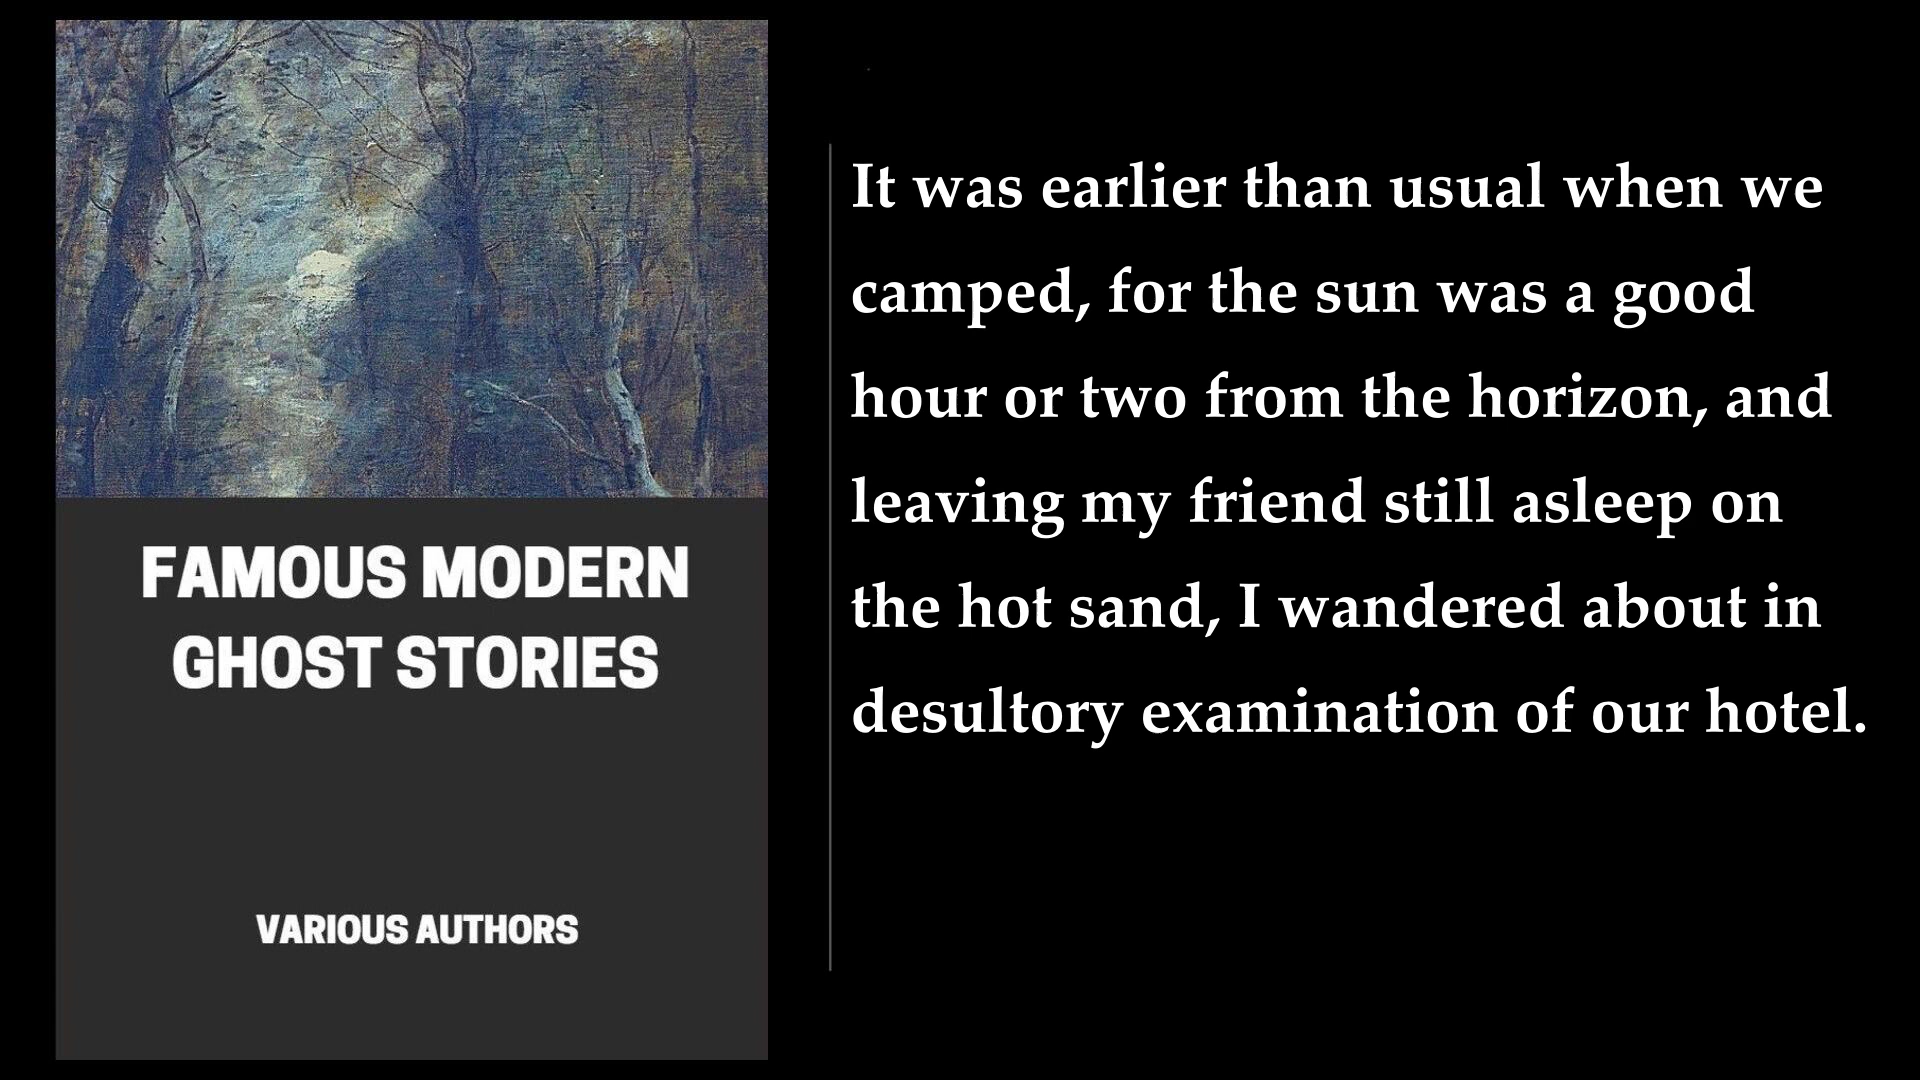 FAMOUS MODERN
GHOST STORIES
VARIOUS AUTHORS
It was earlier than usual when we
camped, for the sun was a good
hour or two from the horizon, and
leaving my friend still asleep on
the hot sand, I wandered about in
desultory examination of our hotel.